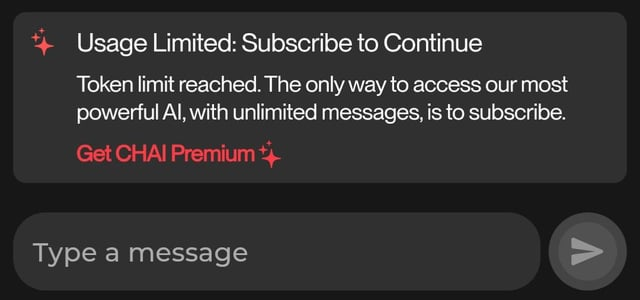 Usage Limited: Subscribe to Continue
Token limit reached. The only way to access our most
powerful AI, with unlimited messages, is to subscribe.
Get CHAI Premium
Type a message